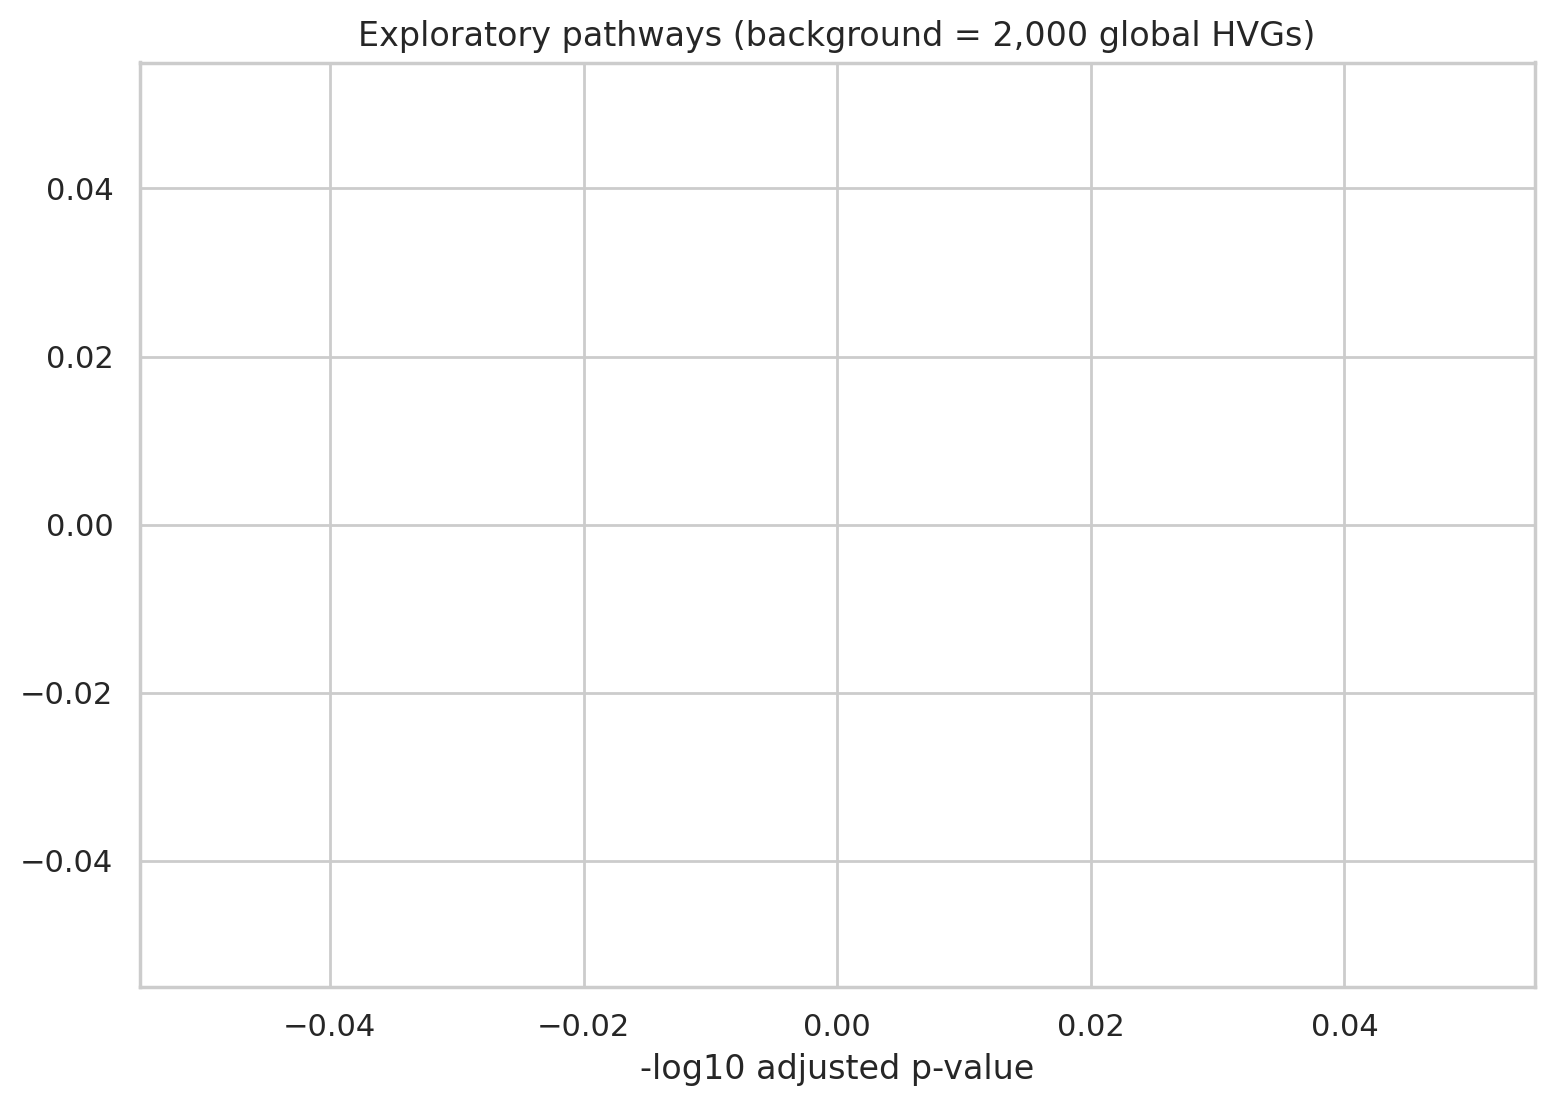 Exploratory pathways (background = 2,000 global HVGs)
0.04
0.02
0.00
−0.02
−0.04
−0.04 −0.02 0.00 0.02 0.04
-log10 adjusted p-value